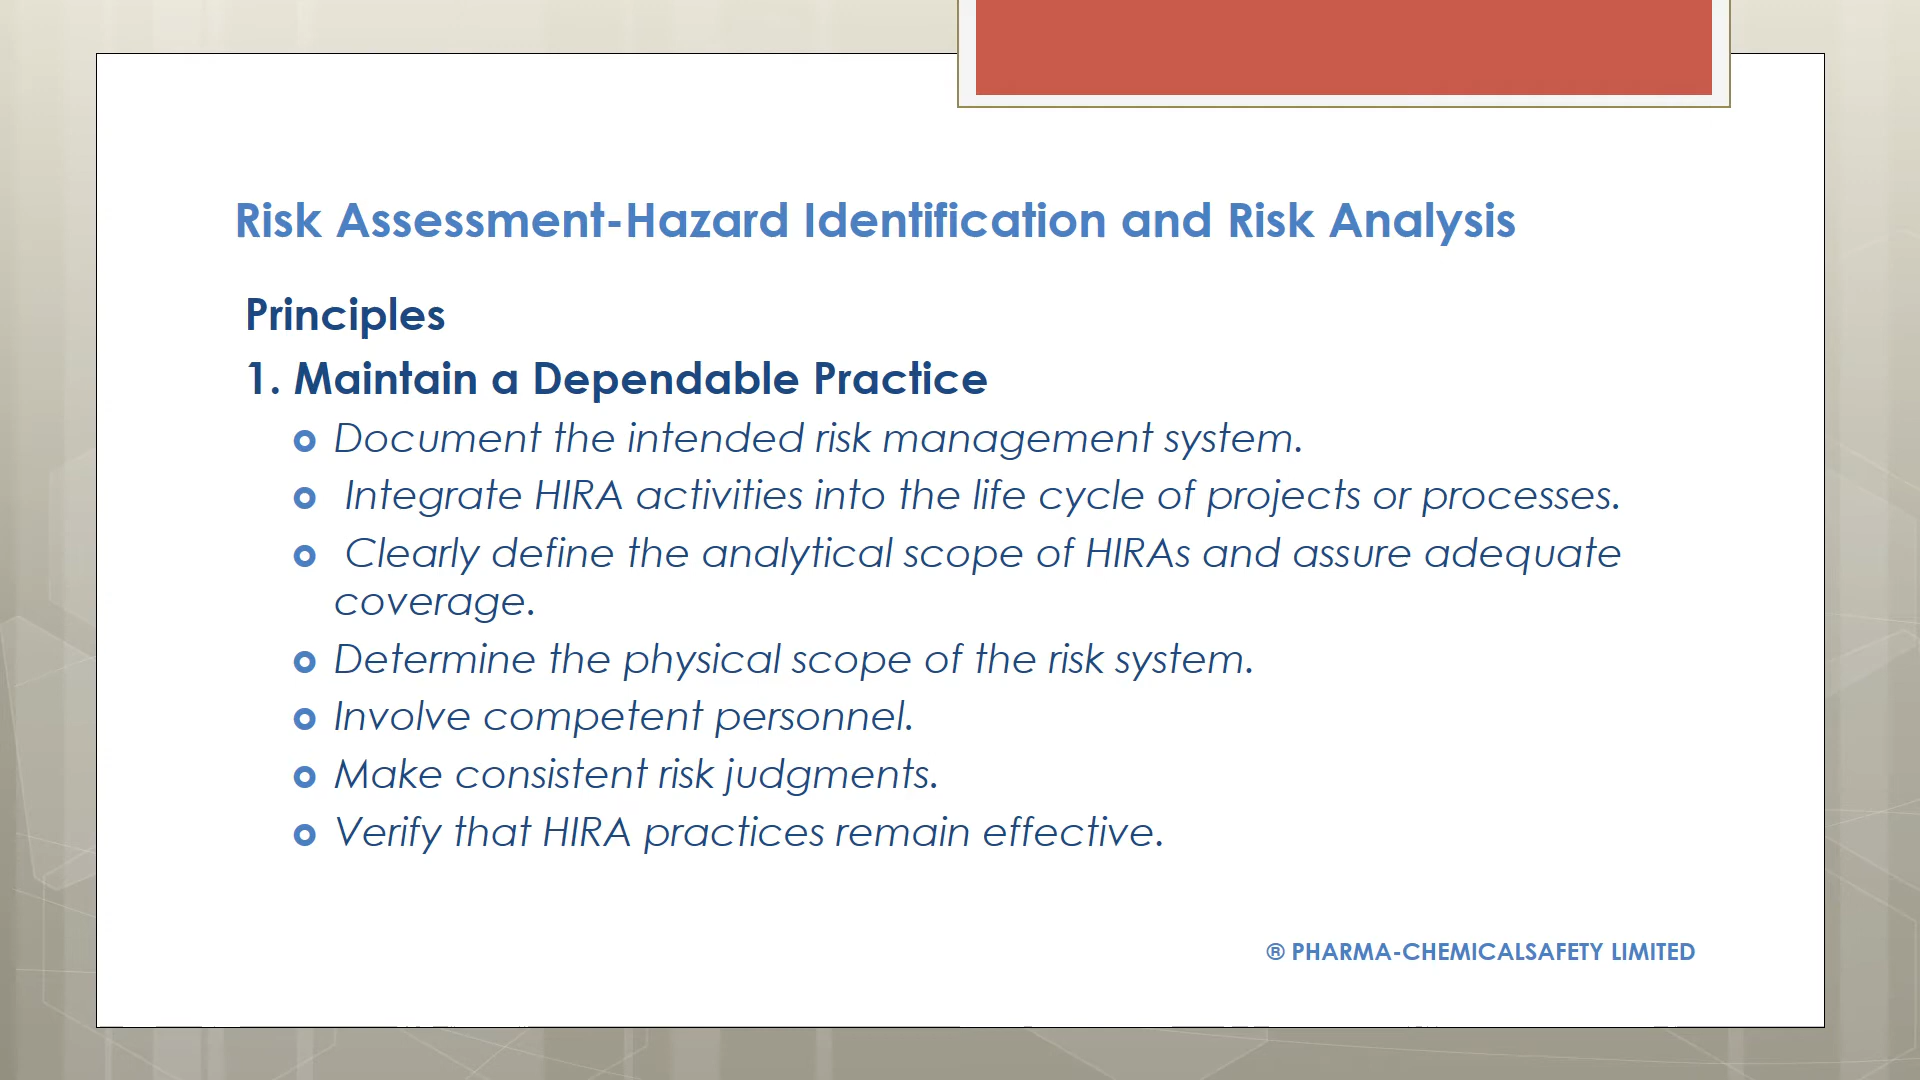 Risk Assessment-Hazard Identification and Risk Analysis
Principles
1. Maintain a Dependable Practice
Document the intended risk management system.
Integrate HIRA activities into the life cycle of projects or processes.
Clearly define the analytical scope of HIRAs and assure adequate
coverage.
Determine the physical scope of the risk system.
Involve competent personnel.
Make consistent risk judgments.
Verify that HIRA practices remain effective.
® PHARMA-CHEMICALSAFETY LIMITED